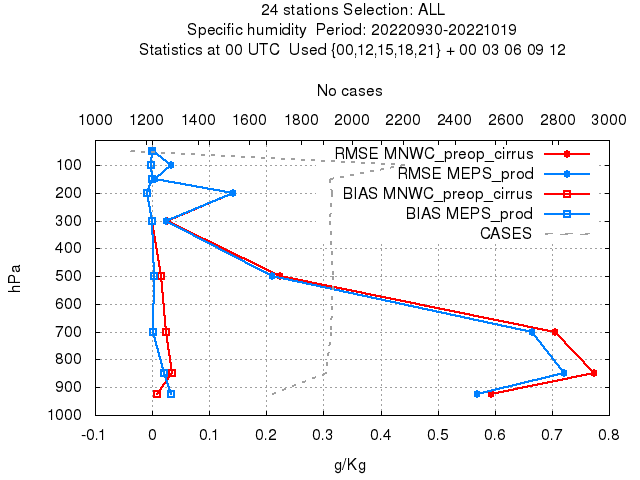 24 stations Selection: ALL
Specific humidity  Period: 20220930-20221019
Statistics at 00 UTC  Used {00,12,15,18,21} + 00 03 06 09 12
No cases
1000 1200 1400 1600 1800 2000 2200 2400 2600 2800 3000
RMSE MNWC_preop_cirrus
RMSE MEPS_prod
BIAS MNWC_preop_cirrus
BIAS MEPS_prod
CASES
hPa
100
200
300
400
500
600
700
800
900
1000
-0.1 0 0.1 0.2 0.3 0.4 0.5 0.6 0.7 0.8
g/Kg